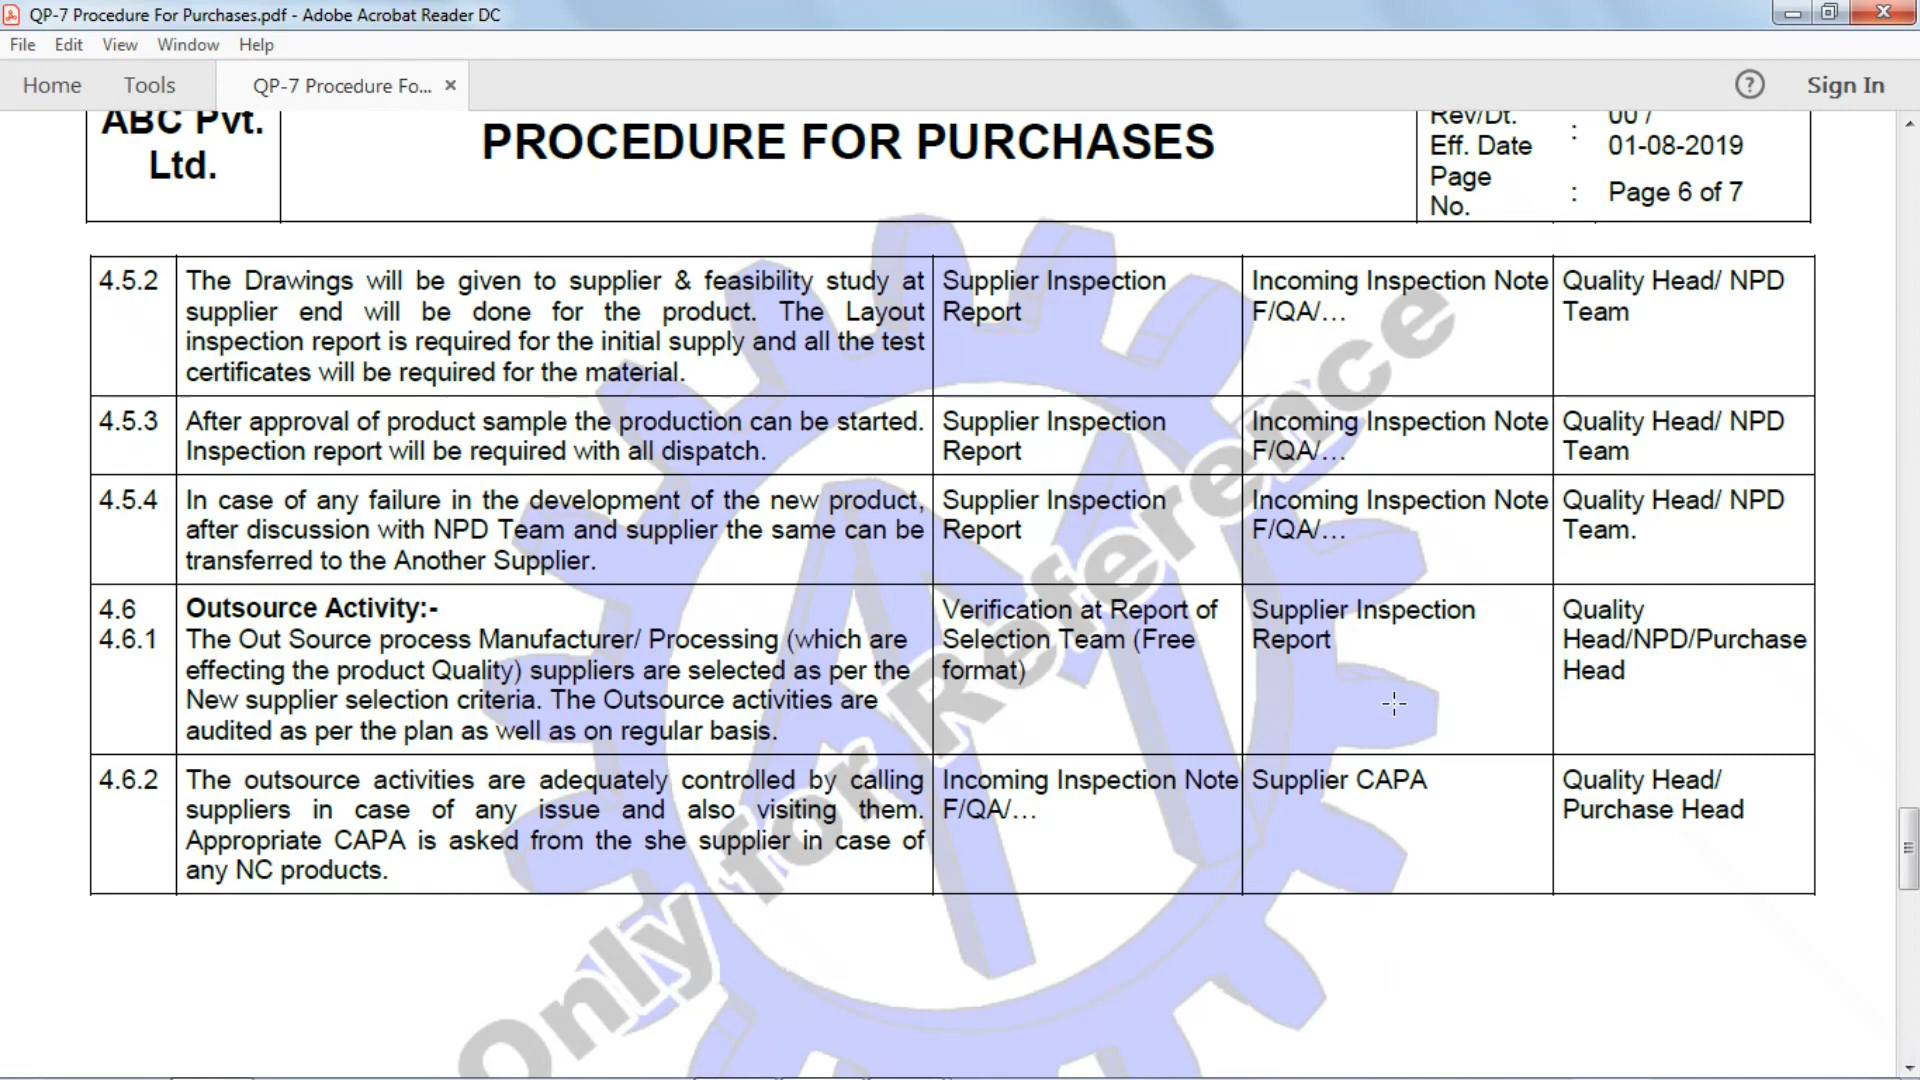 QP-7 Procedure For Purchases.pdf - Adobe Acrobat Reader DC
File Edit View Window Help
Home Tools QP-7 Procedure Fo... × ? Sign In
ABC Pvt.
Ltd.
PROCEDURE FOR PURCHASES
Rev/Dt. 00 /
Eff. Date : 01-08-2019
Page
No. : Page 6 of 7
4.5.2
The Drawings will be given to supplier & feasibility study at
supplier end will be done for the product. The Layout
inspection report is required for the initial supply and all the test
certificates will be required for the material.
Supplier Inspection
Report
Incoming Inspection Note
F/QA/…
Quality Head/ NPD
Team
4.5.3
After approval of product sample the production can be started.
Inspection report will be required with all dispatch.
Supplier Inspection
Report
Incoming Inspection Note
F/QA/…
Quality Head/ NPD
Team
4.5.4
In case of any failure in the development of the new product,
after discussion with NPD Team and supplier the same can be
transferred to the Another Supplier.
Supplier Inspection
Report
Incoming Inspection Note
F/QA/…
Quality Head/ NPD
Team.
4.6
4.6.1
Outsource Activity:-
The Out Source process Manufacturer/ Processing (which are
effecting the product Quality) suppliers are selected as per the
New supplier selection criteria. The Outsource activities are
audited as per the plan as well as on regular basis.
Verification at Report of
Selection Team (Free
format)
Supplier Inspection
Report
Quality
Head/NPD/Purchase
Head
4.6.2
The outsource activities are adequately controlled by calling
suppliers in case of any issue and also visiting them.
Appropriate CAPA is asked from the she supplier in case of
any NC products.
Incoming Inspection Note
F/QA/…
Supplier CAPA
Quality Head/
Purchase Head
Only for Reference